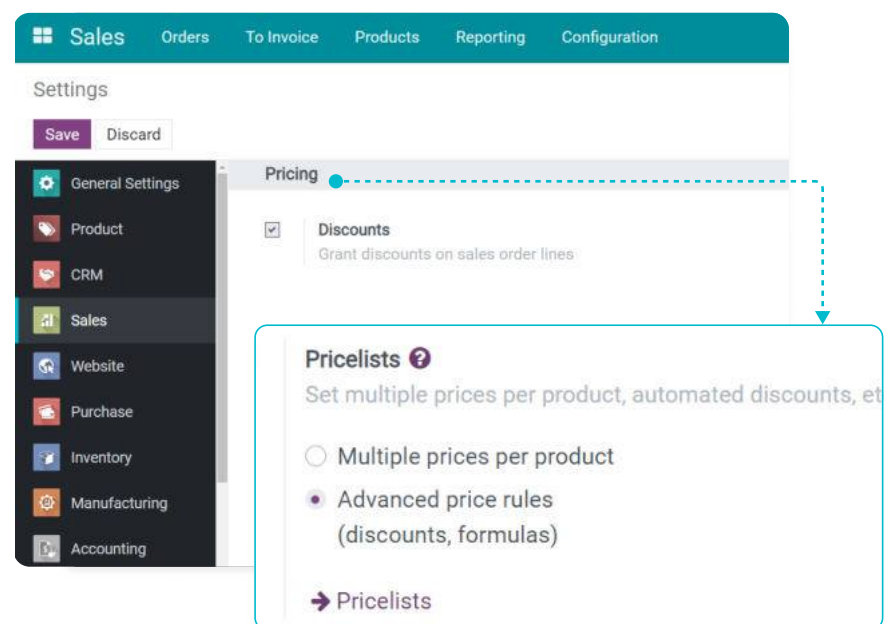 Sales Orders To Invoice Products Reporting Configuration
Settings
Save Discard
General Settings
Product
CRM
Sales
Website
Purchase
Inventory
Manufacturing
Accounting
Pricing
Discounts
Grant discounts on sales order lines
Pricelists
Set multiple prices per product, automated discounts, et
Multiple prices per product
Advanced price rules
(discounts, formulas)
Pricelists